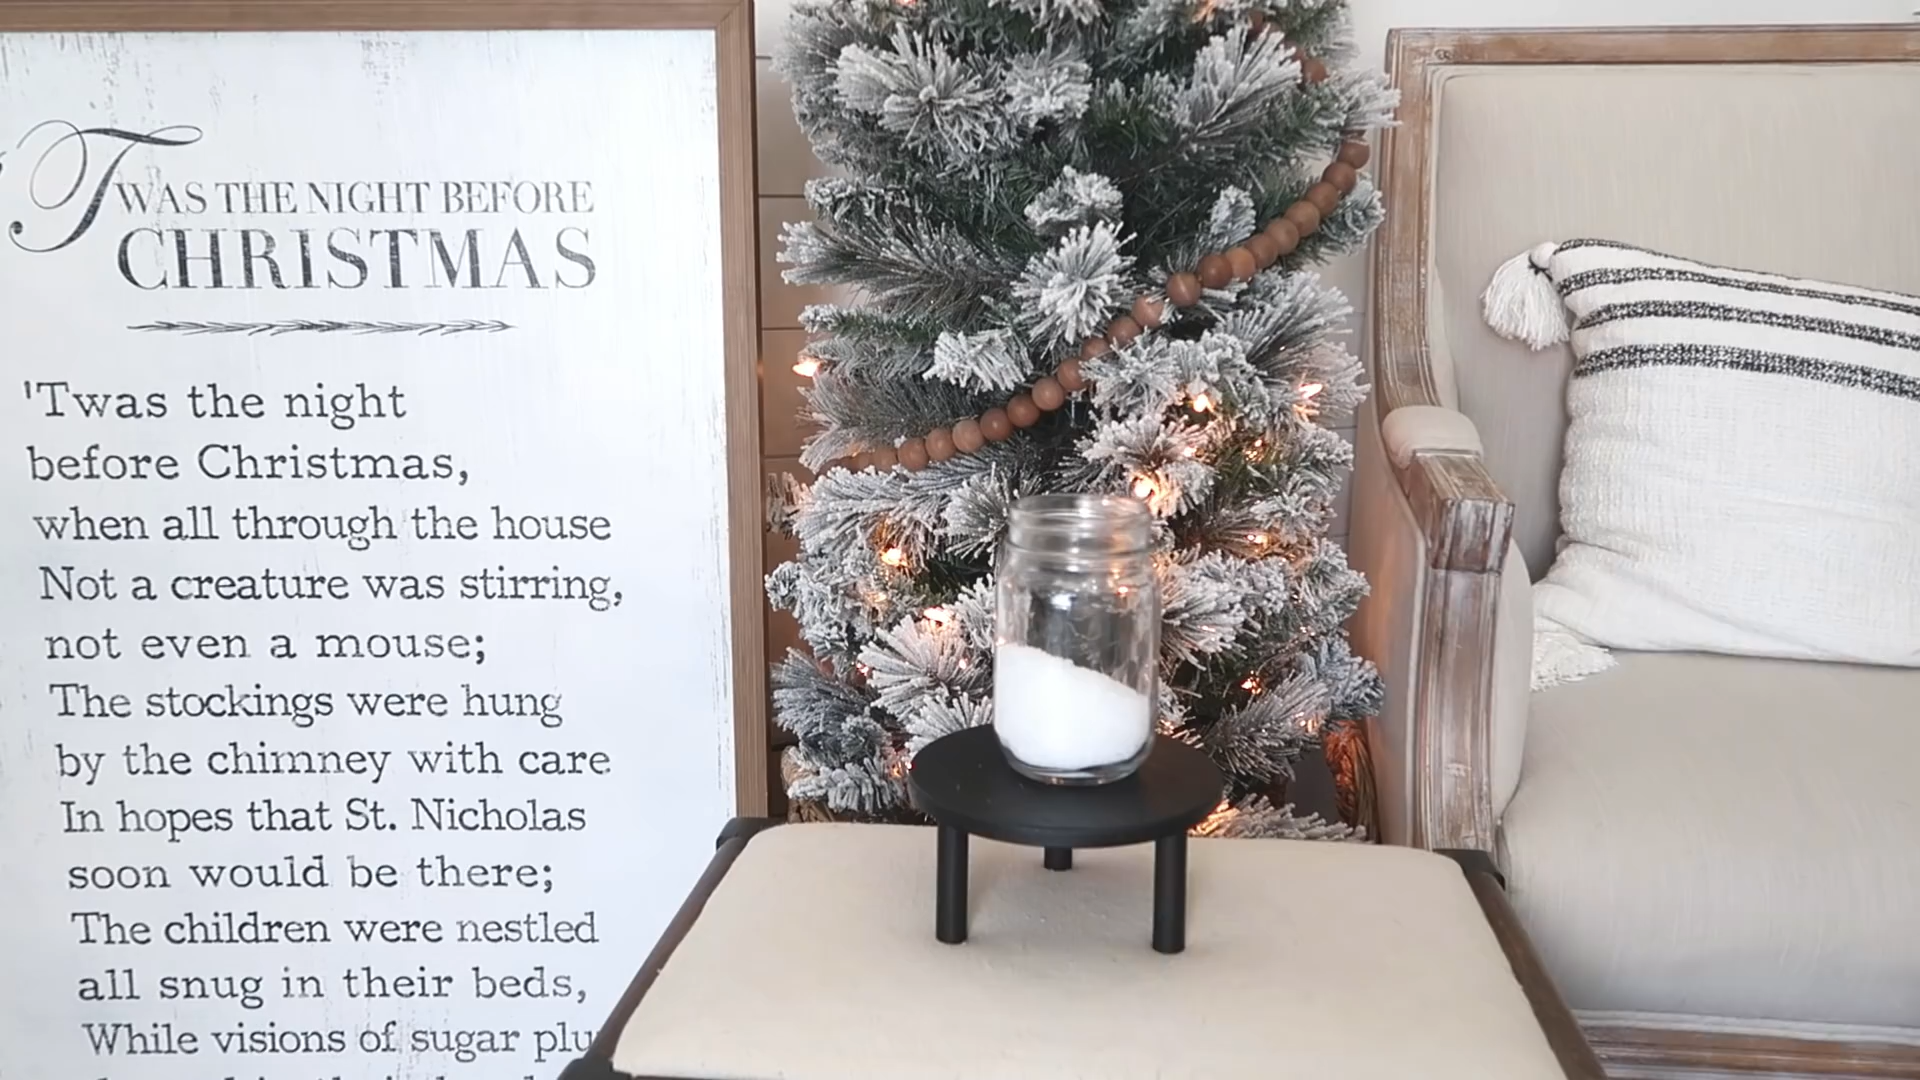 'TWAS THE NIGHT BEFORE
CHRISTMAS
'Twas the night
before Christmas,
when all through the house
Not a creature was stirring,
not even a mouse;
The stockings were hung
by the chimney with care
In hopes that St. Nicholas
soon would be there;
The children were nestled
all snug in their beds,
While visions of sugar plu